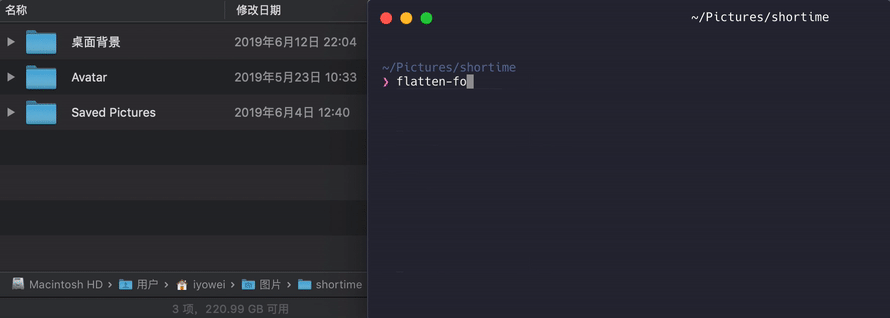 名称 修改日期
桌面背景 2019年6月12日 22:04
Avatar 2019年5月23日 10:33
Saved Pictures 2019年6月4日 12:40
Macintosh HD › 用户 › iyowei › 图片 › shortime
3 项，220.99 GB 可用
~/Pictures/shortime
~/Pictures/shortime
❯ flatten-fo